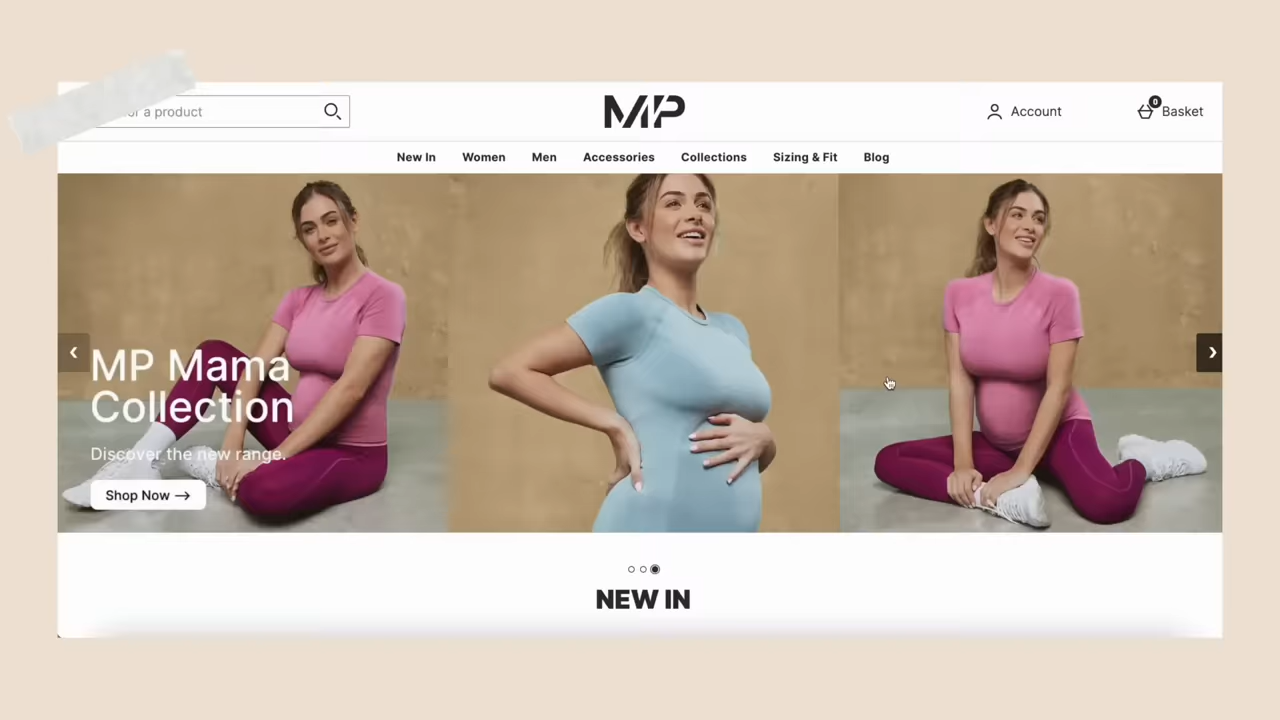 or a product
MP
Account
0
Basket
New In
Women
Men
Accessories
Collections
Sizing & Fit
Blog
MP Mama
Collection
Discover the new range.
Shop Now →
NEW IN